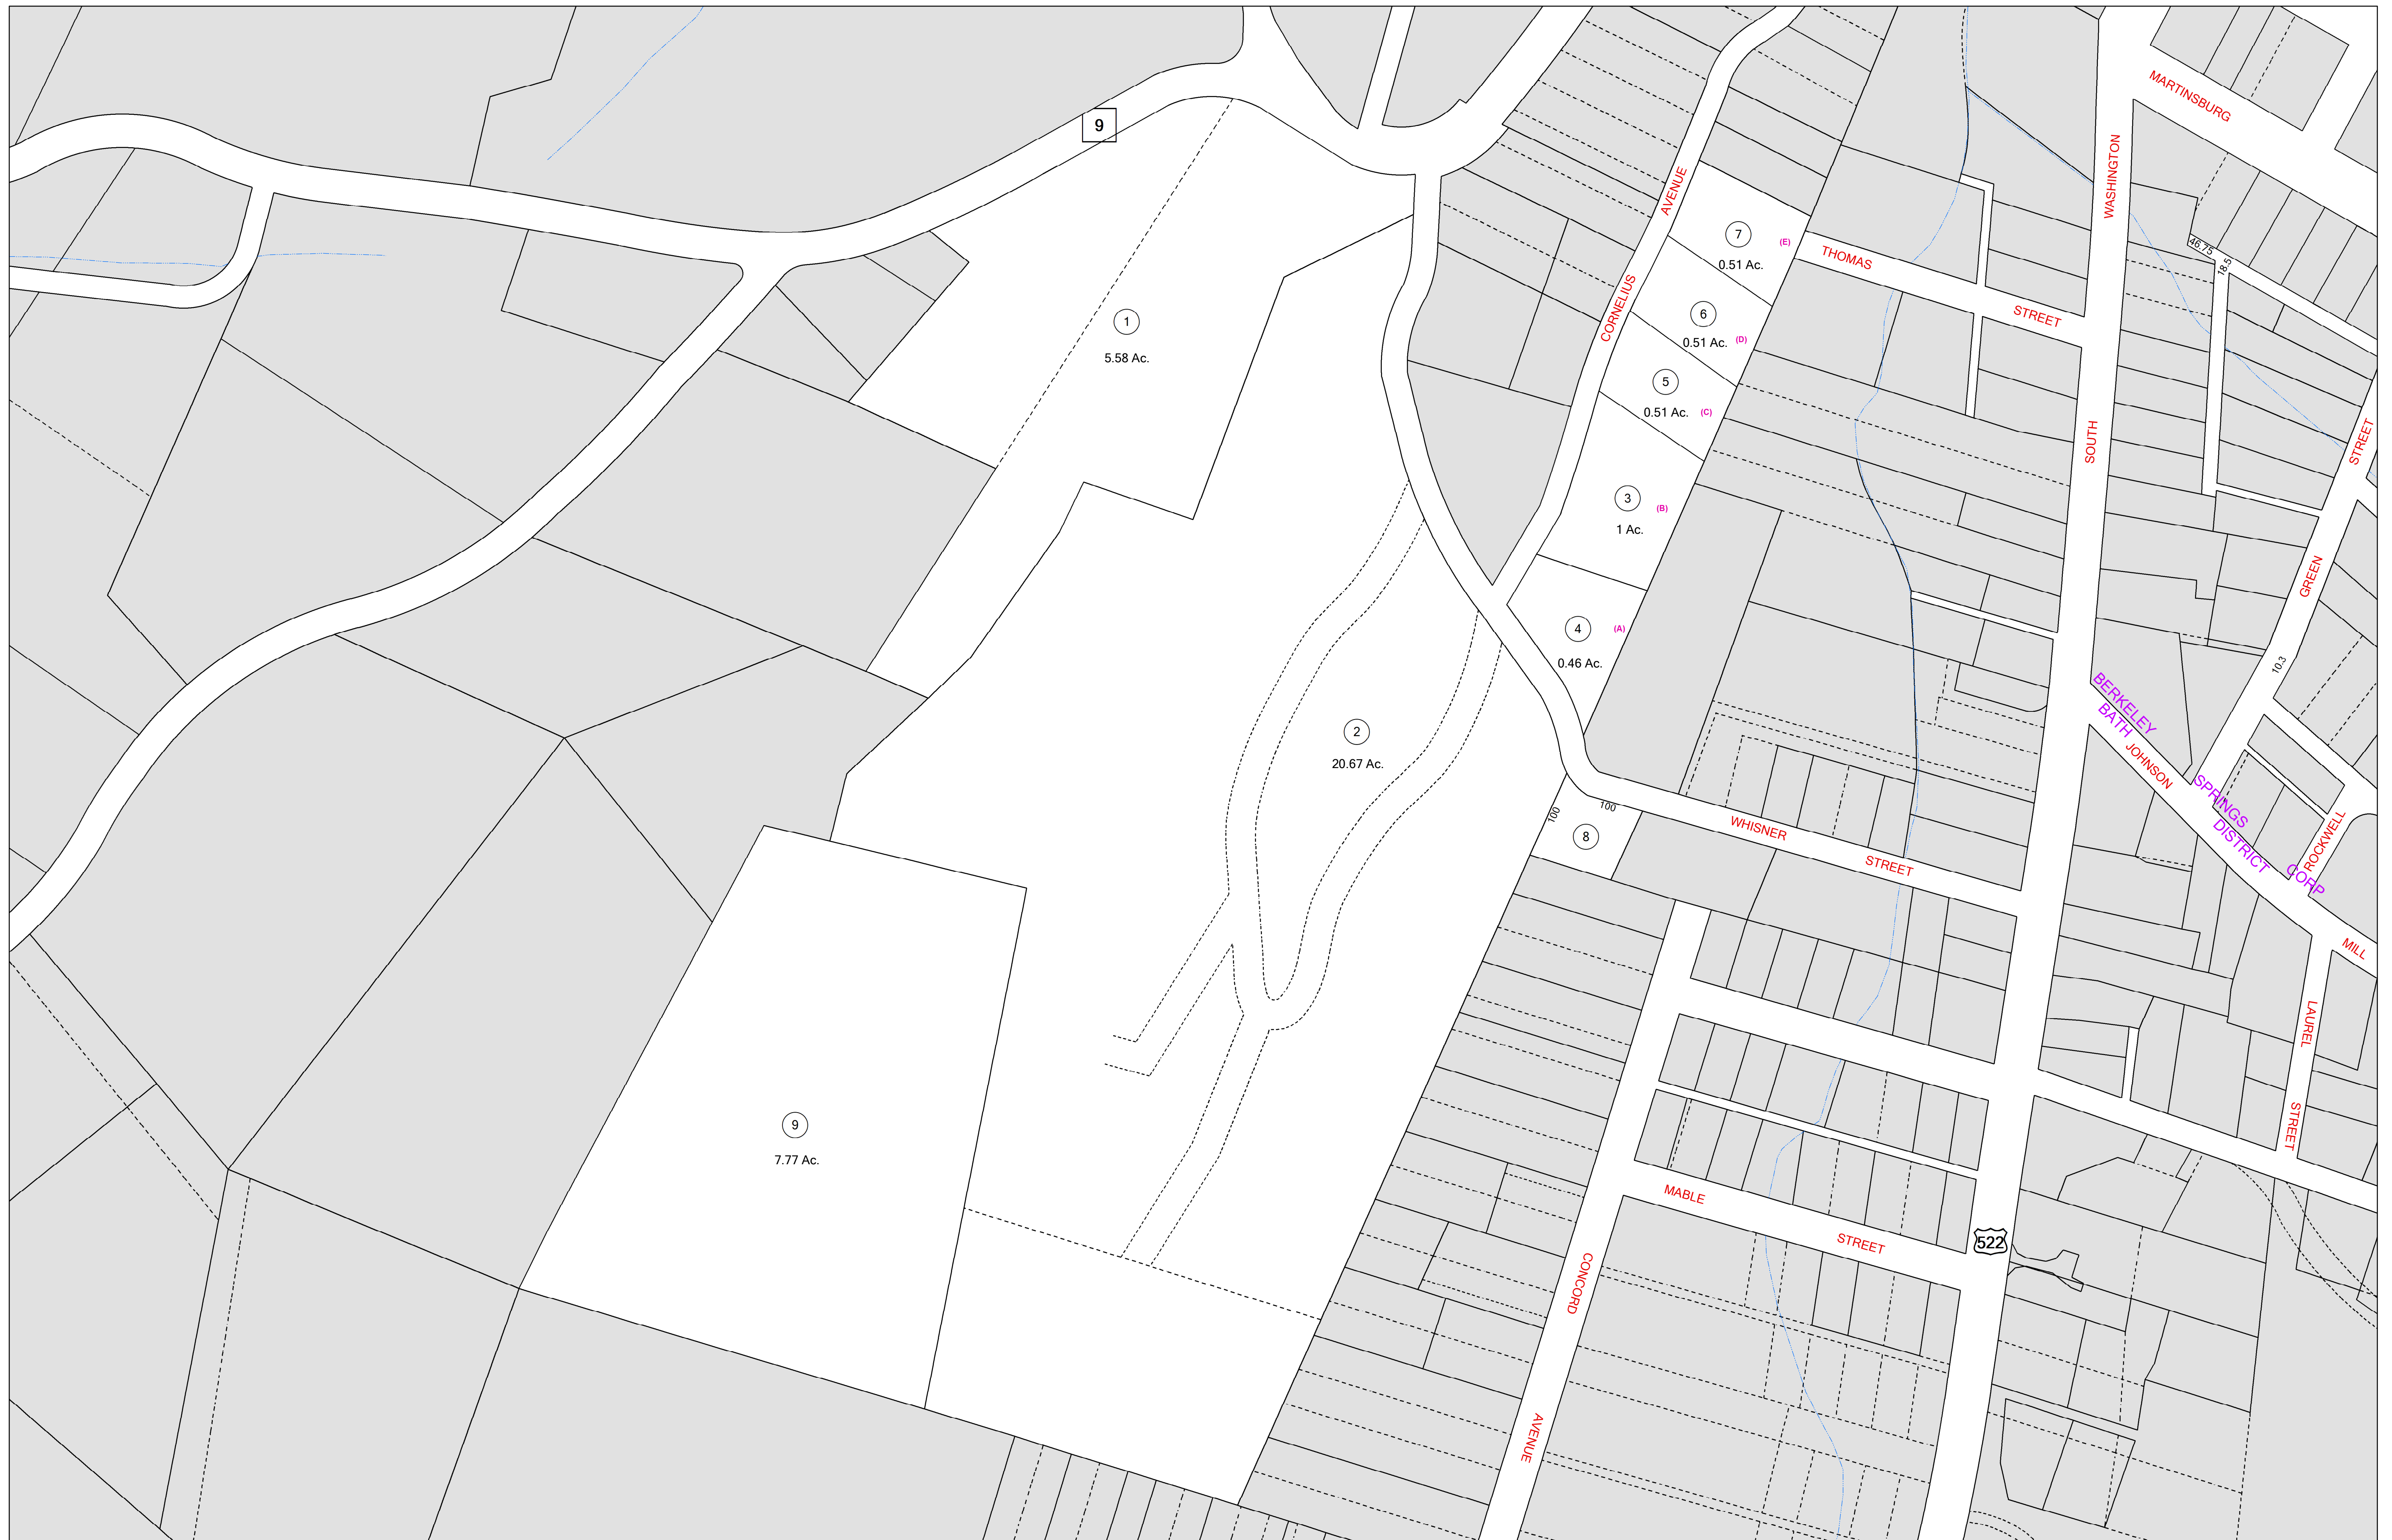 MARTINSBURG
9
WASHINGTON
AVENUE
7
(E)
0.51 Ac.
THOMAS
46.75
18.5
CORNELIUS
6
0.51 Ac.
(D)
STREET
1
5.58 Ac.
5
0.51 Ac.
(C)
SOUTH
STREET
3
(B)
1 Ac.
GREEN
4
(A)
0.46 Ac.
10.3
BERKELEY
BATH
JOHNSON
2
20.67 Ac.
SPRINGS
DISTRICT
100
100
8
WHISNER
STREET
ROCKWELL
CORP
MILL
LAUREL
STREET
9
7.77 Ac.
MABLE
STREET
522
CONCORD
AVENUE